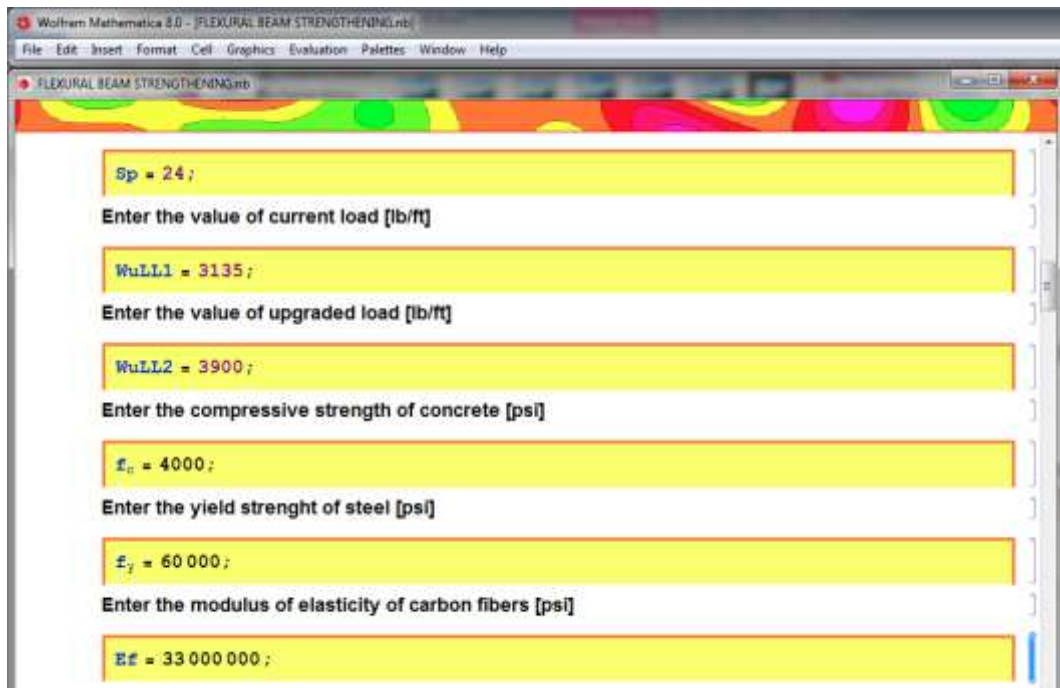 Wolfram Mathematica 8.0 - [FLEXURAL BEAM STRENGTHENING.nb]
File Edit Insert Format Cell Graphics Evaluation Palettes Window Help
FLEXURAL BEAM STRENGTHENING.nb
Sp = 24;
Enter the value of current load [lb/ft]
WuLL1 = 3135;
Enter the value of upgraded load [lb/ft]
WuLL2 = 3900;
Enter the compressive strength of concrete [psi]
fc = 4000;
Enter the yield strenght of steel [psi]
fy = 60 000;
Enter the modulus of elasticity of carbon fibers [psi]
Ef = 33 000 000;